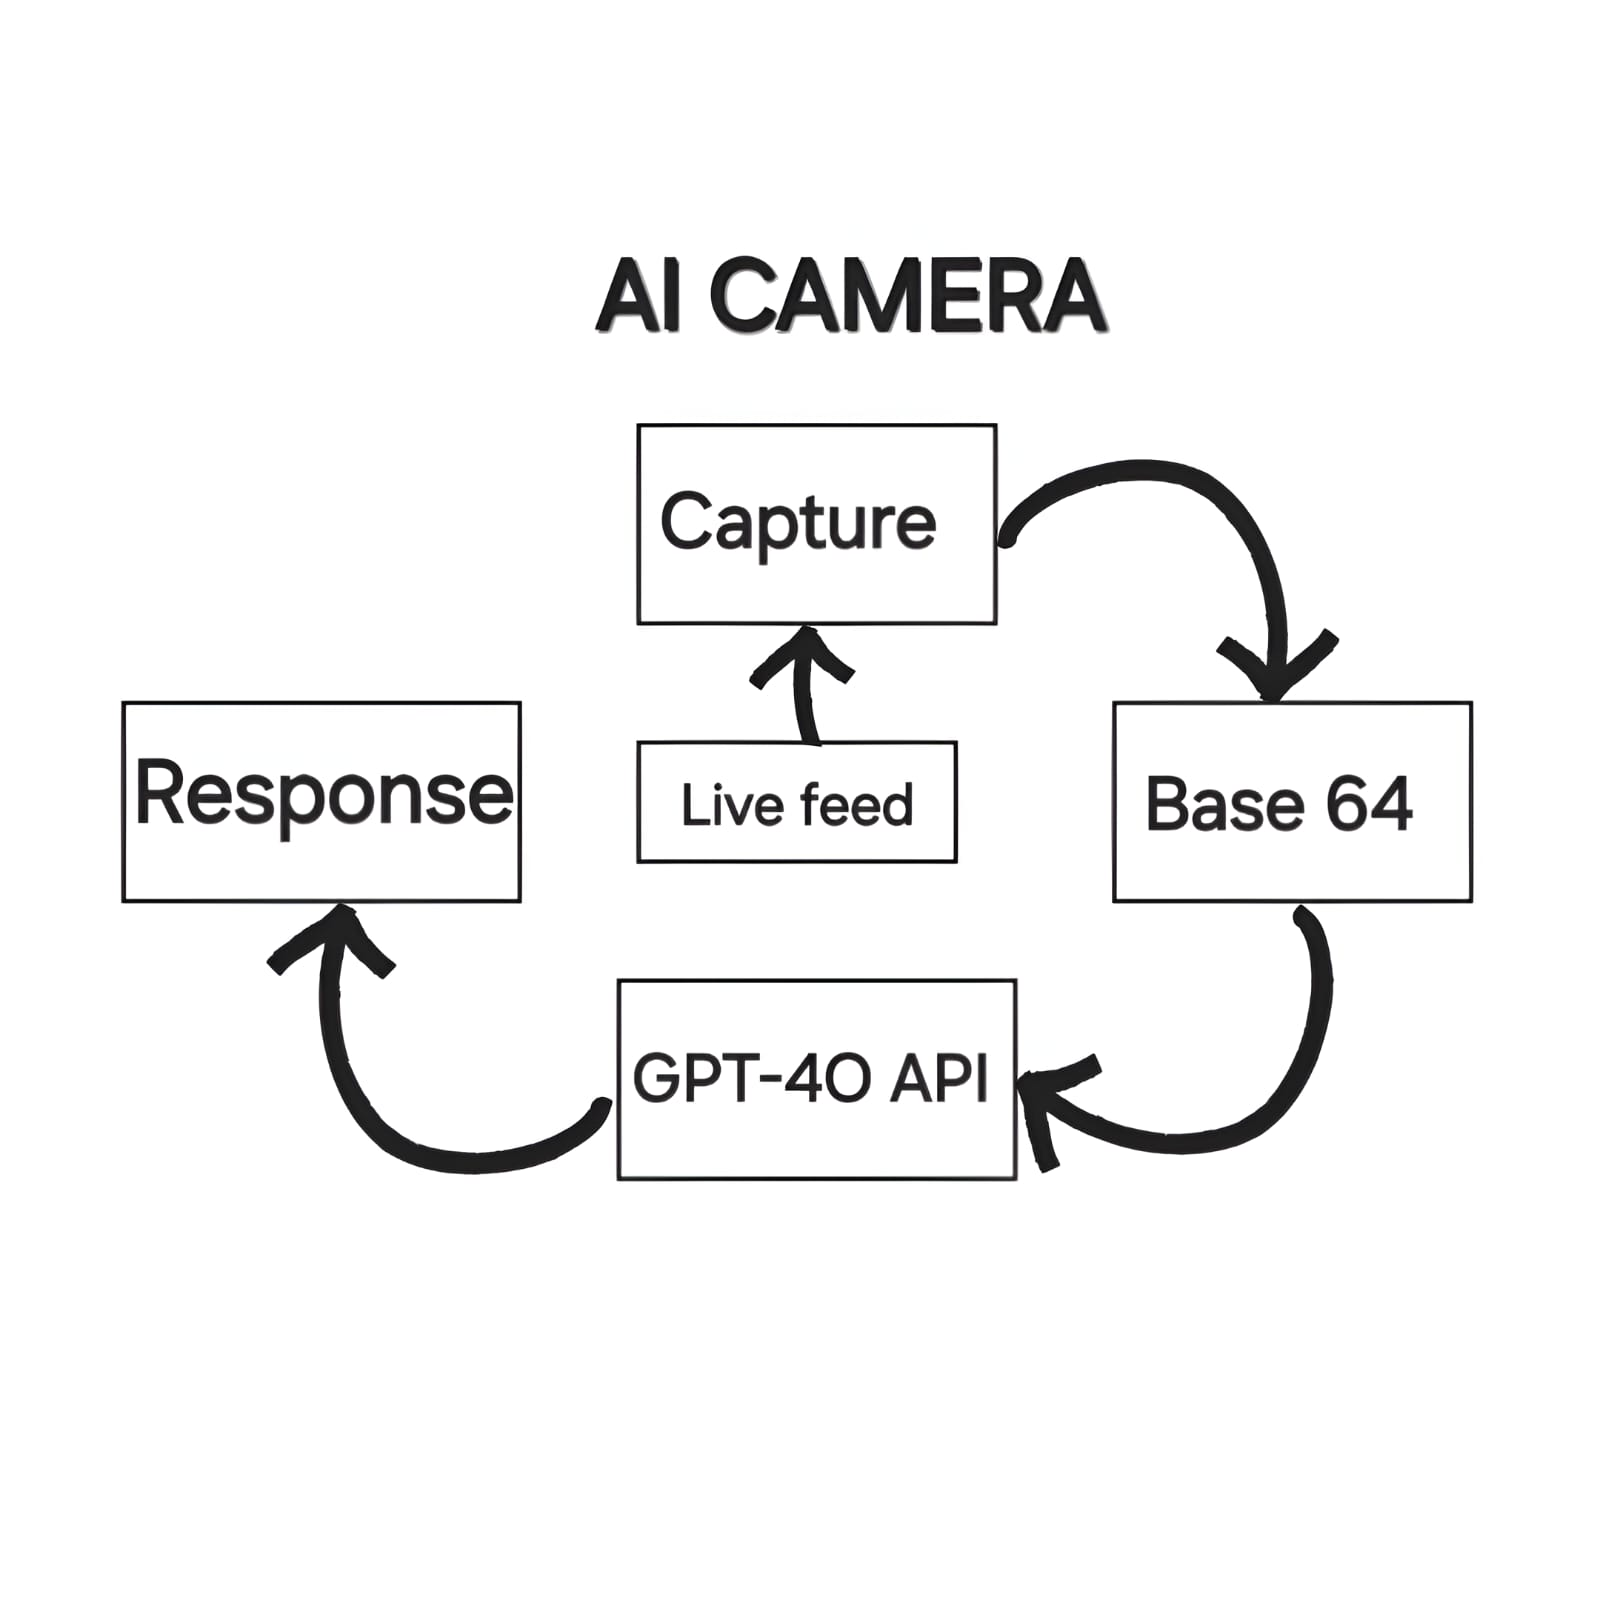 AI CAMERA
Capture
Response
Live feed
Base 64
GPT-4O API